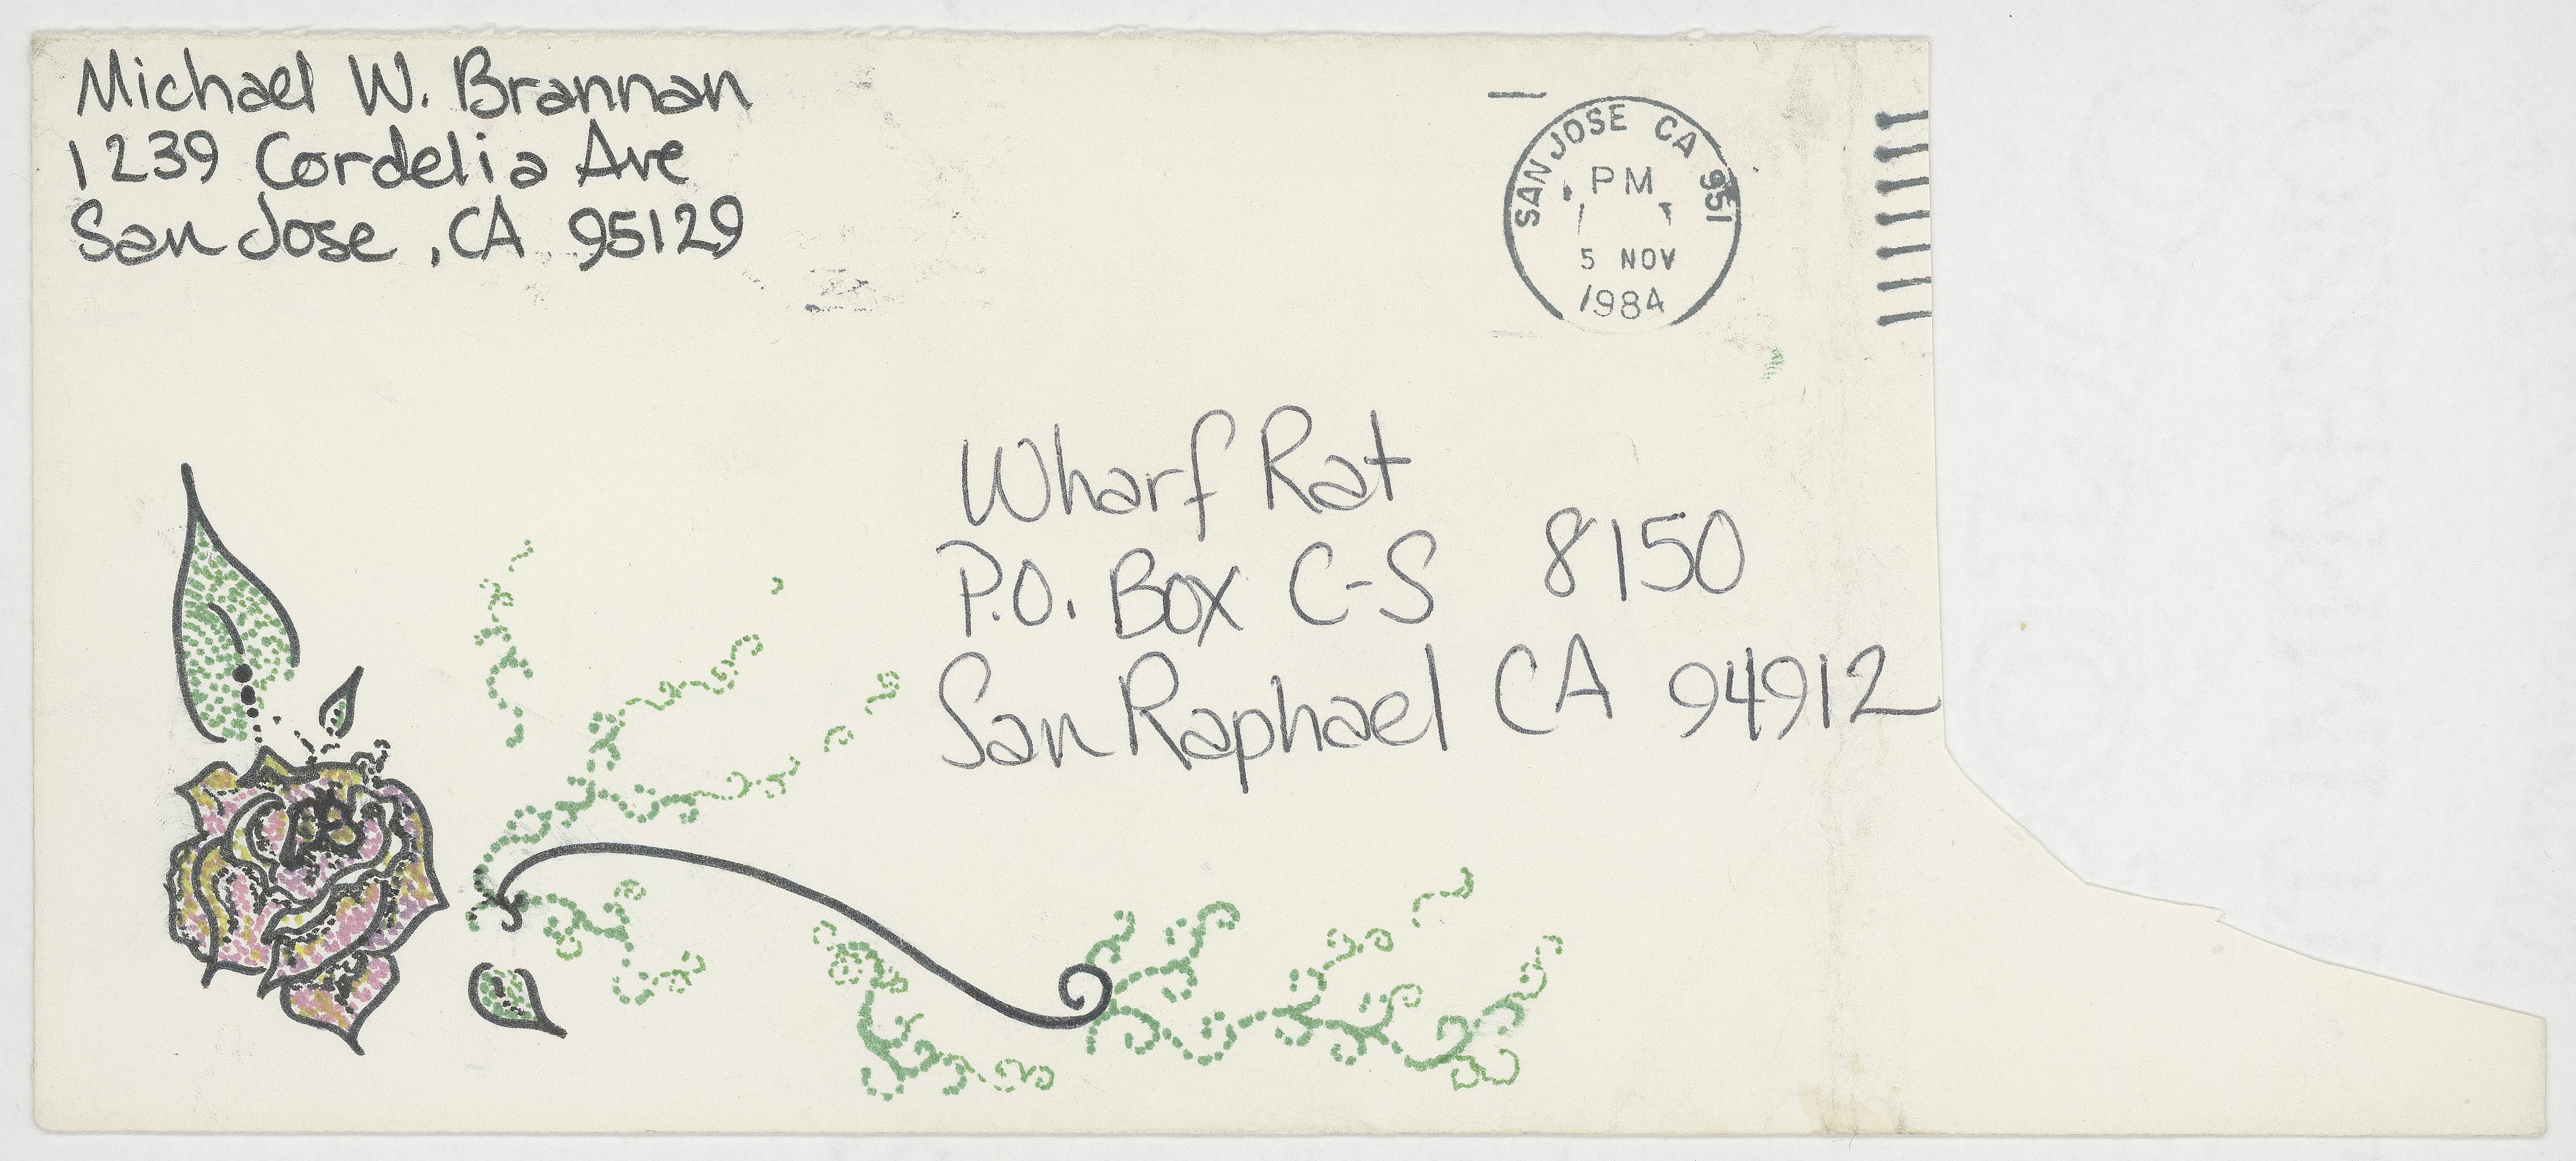 Michael W. Brannan
1239 Cordelia Ave
San Jose, CA 95129
SAN JOSE CA 951
PM
5 NOV
1984
Wharf Rat
P.O. Box C-S 8150
San Raphael CA 94912